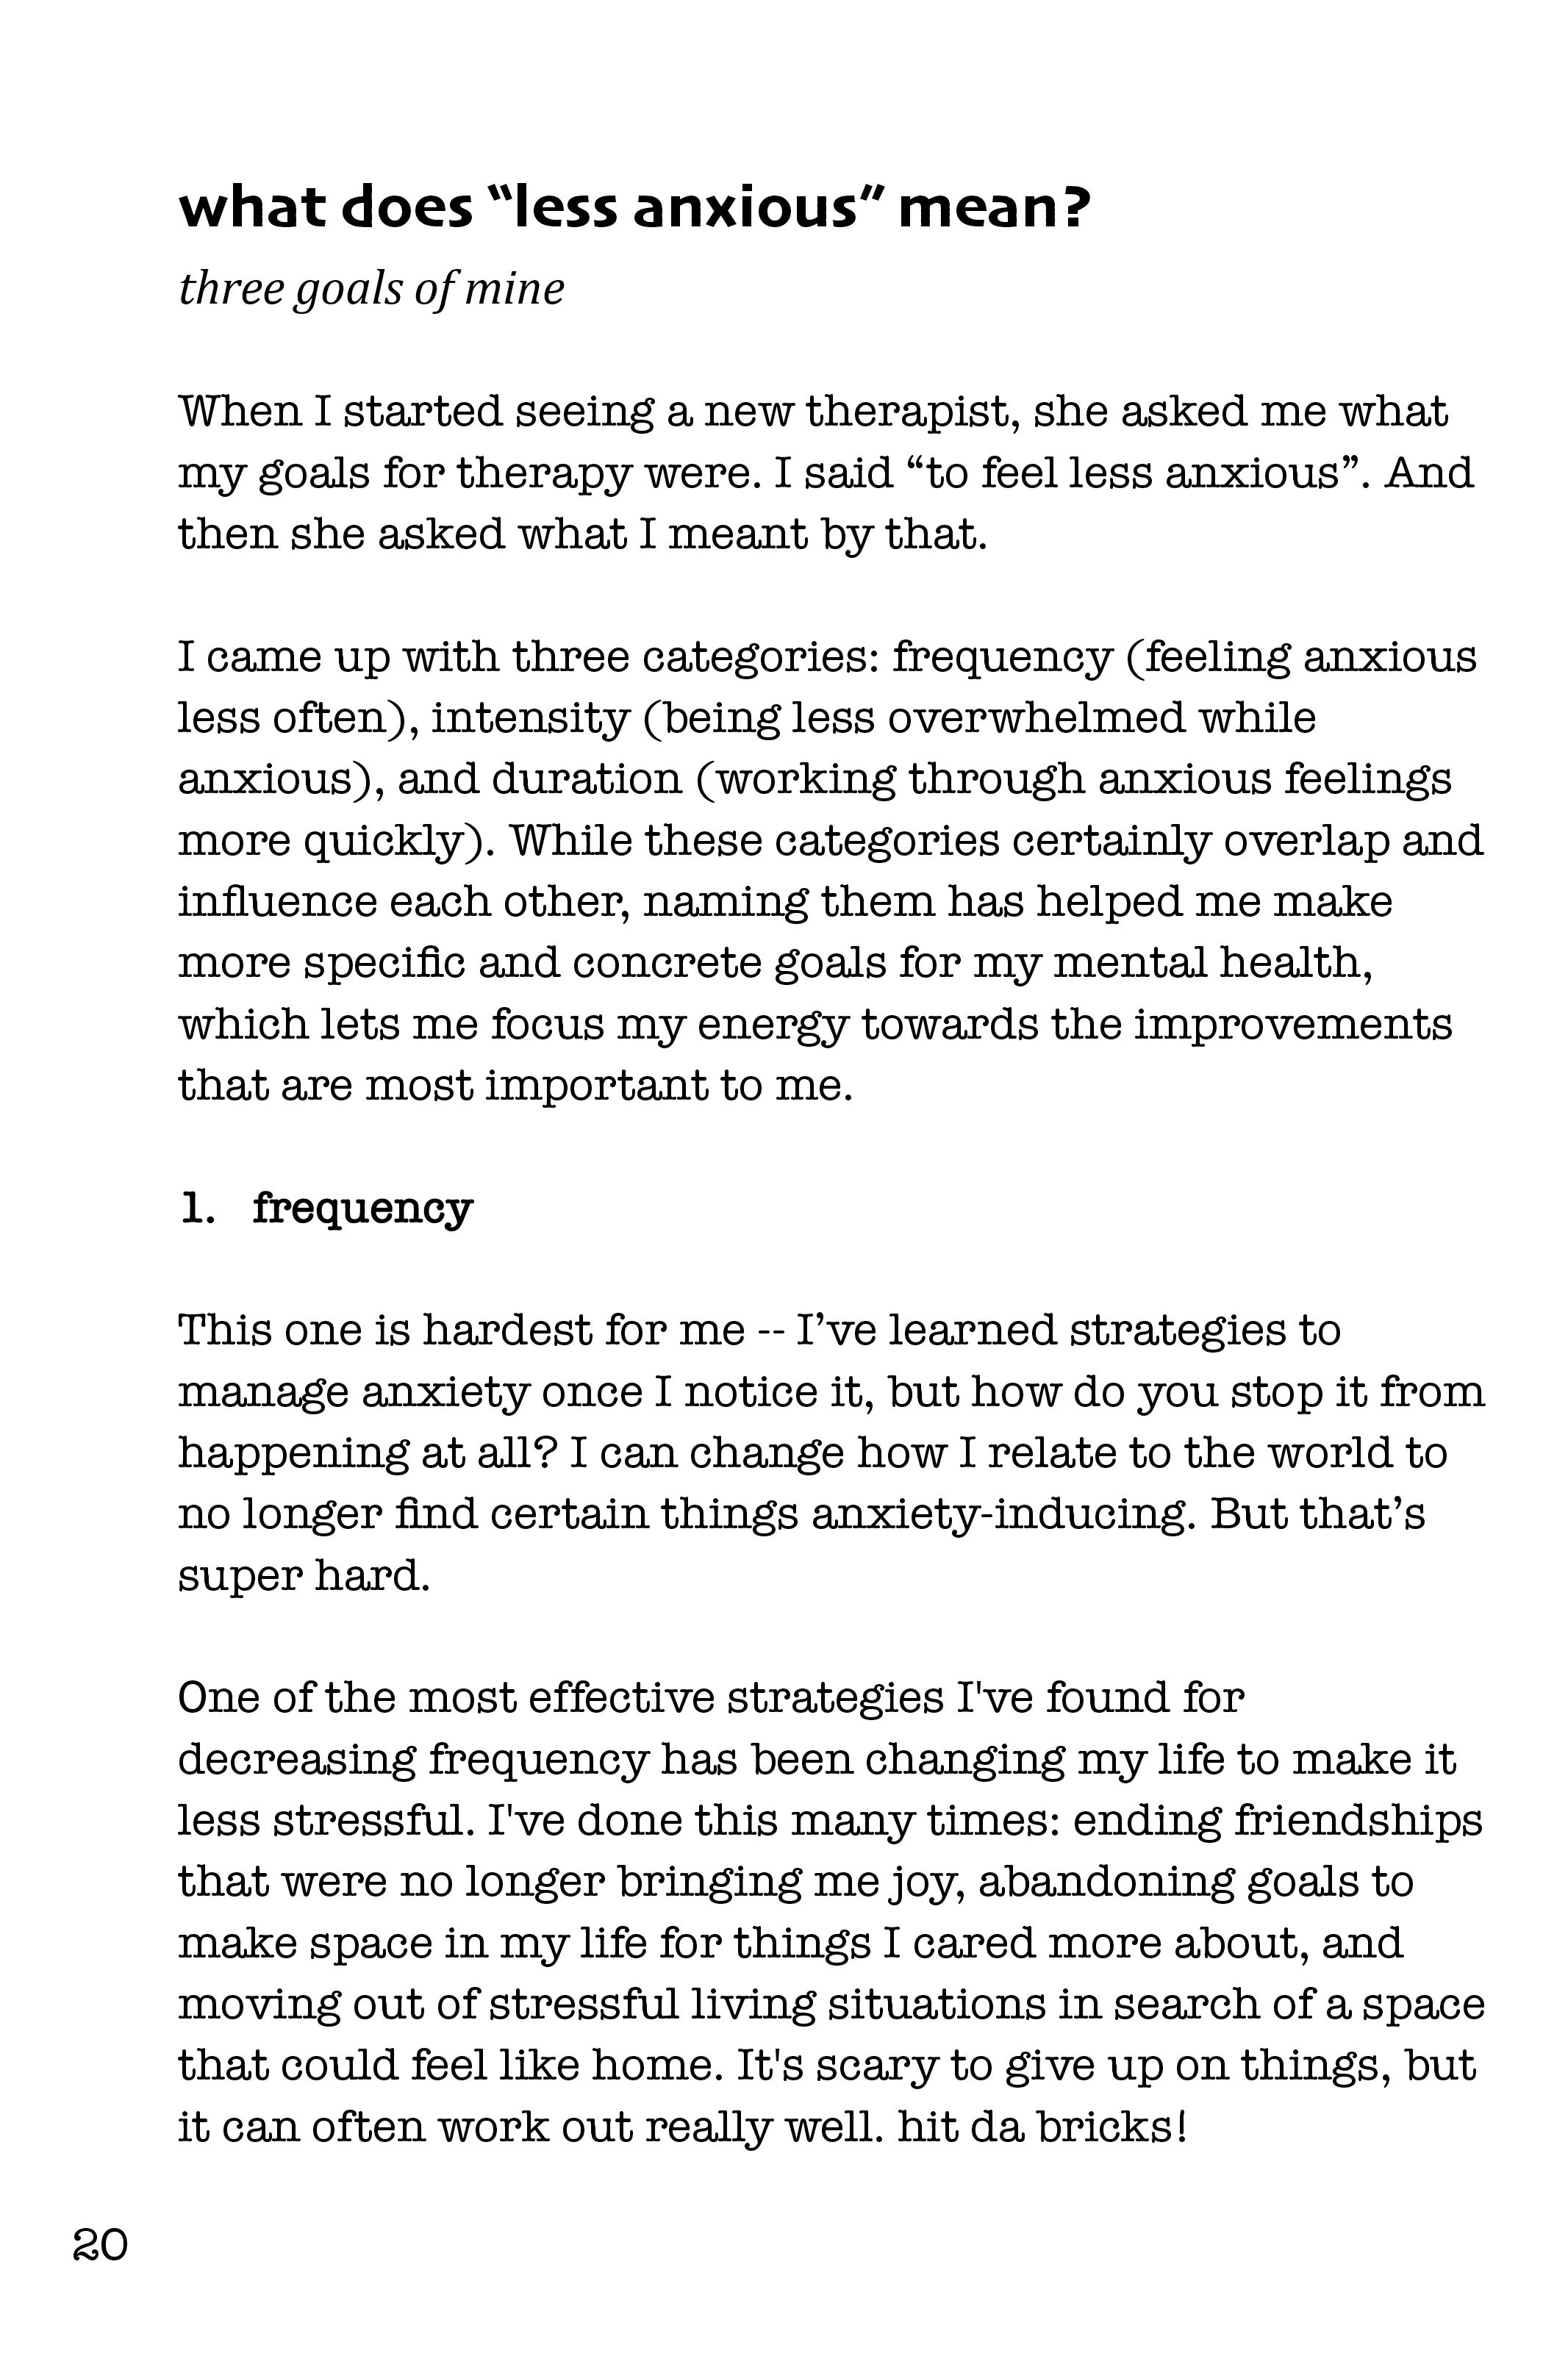 what does “less anxious” mean?
three goals of mine
When I started seeing a new therapist, she asked me what
my goals for therapy were. I said “to feel less anxious”. And
then she asked what I meant by that.
I came up with three categories: frequency (feeling anxious
less often), intensity (being less overwhelmed while
anxious), and duration (working through anxious feelings
more quickly). While these categories certainly overlap and
influence each other, naming them has helped me make
more specific and concrete goals for my mental health,
which lets me focus my energy towards the improvements
that are most important to me.
1. frequency
This one is hardest for me -- I’ve learned strategies to
manage anxiety once I notice it, but how do you stop it from
happening at all? I can change how I relate to the world to
no longer find certain things anxiety-inducing. But that’s
super hard.
One of the most effective strategies I've found for
decreasing frequency has been changing my life to make it
less stressful. I've done this many times: ending friendships
that were no longer bringing me joy, abandoning goals to
make space in my life for things I cared more about, and
moving out of stressful living situations in search of a space
that could feel like home. It's scary to give up on things, but
it can often work out really well. hit da bricks!
20